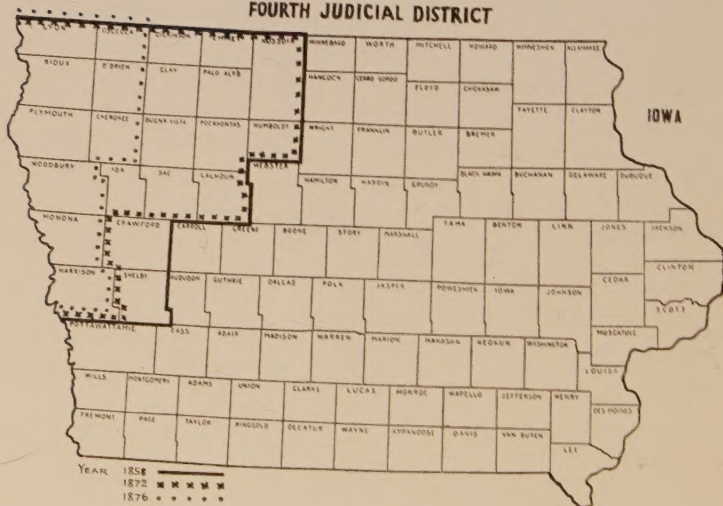 FOURTH JUDICIAL DISTRICT
IOWA
LYON OSCEOLA DICKINSON EMMET KOSSUTH WINNEBAGO WORTH MITCHELL HOWARD WINNESHIEK ALLAMAKEE
SIOUX O'BRIEN CLAY PALO ALTO HANCOCK CERRO GORDO FLOYD CHICKASAW
PLYMOUTH CHEROKEE BUENA VISTA POCAHONTAS HUMBOLDT WRIGHT FRANKLIN BUTLER BREMER FAYETTE CLAYTON
WOODBURY IDA SAC CALHOUN WEBSTER HAMILTON HARDIN GRUNDY BLACK HAWK BUCHANAN DELAWARE DUBUQUE
MONONA CRAWFORD CARROLL GREENE BOONE STORY MARSHALL TAMA BENTON LINN JONES JACKSON
CLINTON
HARRISON SHELBY AUDUBON GUTHRIE DALLAS POLK JASPER POWESHIEK IOWA JOHNSON CEDAR SCOTT
POTTAWATTAMIE CASS ADAIR MADISON WARREN MARION MAHASKA KEOKUK WASHINGTON MUSCATINE
LOUISA
MILLS MONTGOMERY ADAMS UNION CLARKE LUCAS MONROE WAPELLO JEFFERSON HENRY DES MOINES
FREMONT PAGE TAYLOR RINGGOLD DECATUR WAYNE APPANOOSE DAVIS VAN BUREN LEE
YEAR 1858
1872
1876